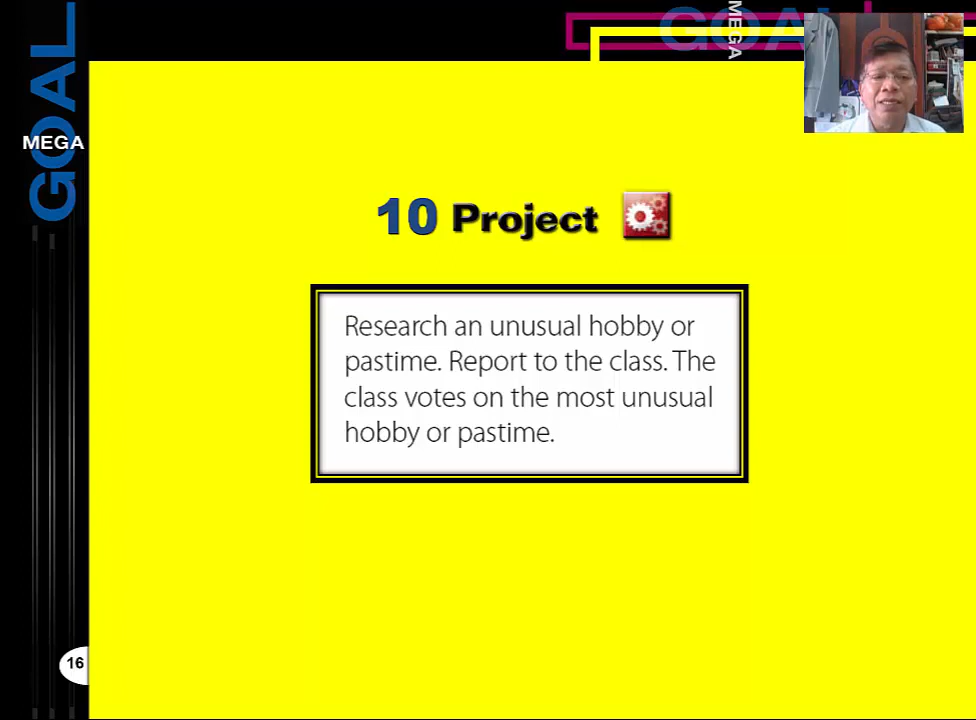 GOAL
MEGA
GOAL
MEGA
10 Project
Research an unusual hobby or
pastime. Report to the class. The
class votes on the most unusual
hobby or pastime.
16